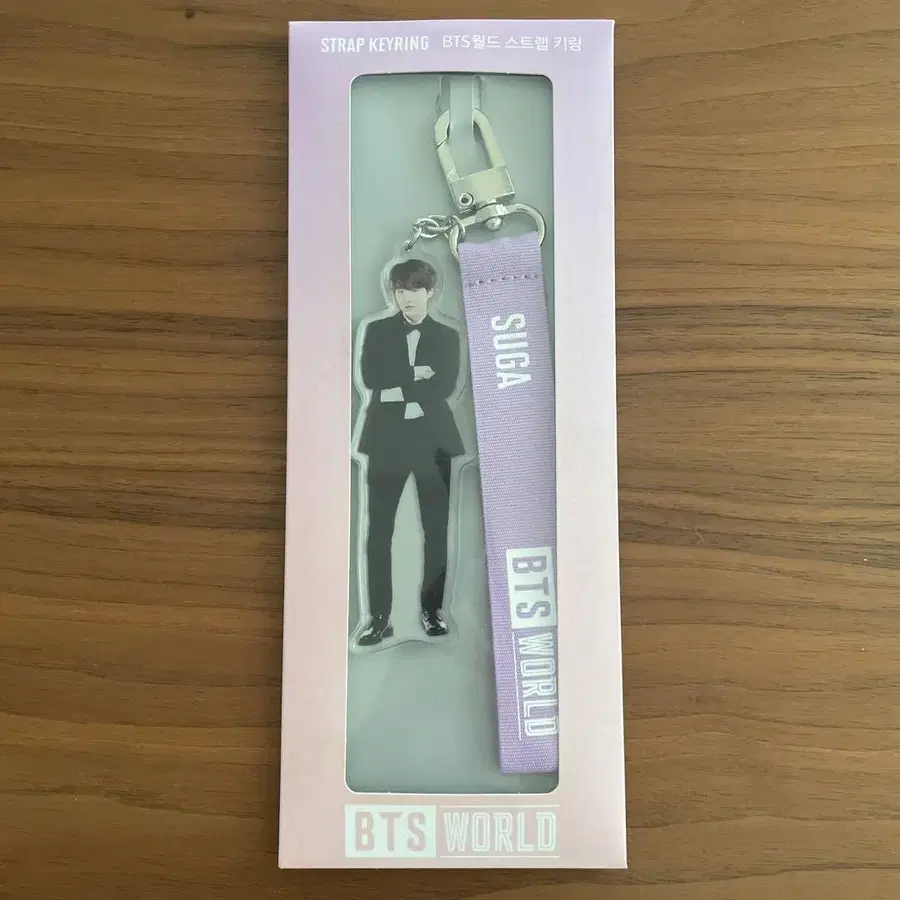 STRAP KEYRING BTS월드 스트랩 키링
SUGA
BTS WORLD
BTS WORLD